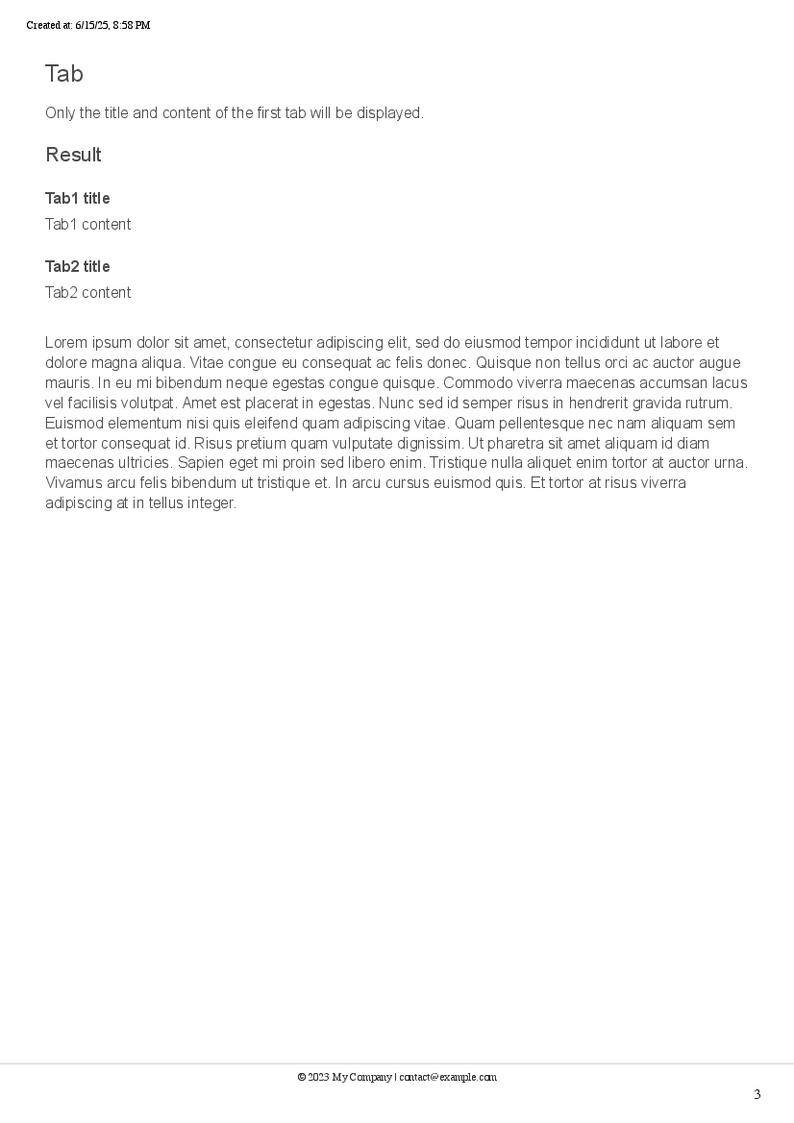 Created at: 6/15/25, 8:58 PM
Tab
Only the title and content of the first tab will be displayed.
Result
Tab1 title
Tab1 content
Tab2 title
Tab2 content
Lorem ipsum dolor sit amet, consectetur adipiscing elit, sed do eiusmod tempor incididunt ut labore et
dolore magna aliqua. Vitae congue eu consequat ac felis donec. Quisque non tellus orci ac auctor augue
mauris. In eu mi bibendum neque egestas congue quisque. Commodo viverra maecenas accumsan lacus
vel facilisis volutpat. Amet est placerat in egestas. Nunc sed id semper risus in hendrerit gravida rutrum.
Euismod elementum nisi quis eleifend quam adipiscing vitae. Quam pellentesque nec nam aliquam sem
et tortor consequat id. Risus pretium quam vulputate dignissim. Ut pharetra sit amet aliquam id diam
maecenas ultricies. Sapien eget mi proin sed libero enim. Tristique nulla aliquet enim tortor at auctor urna.
Vivamus arcu felis bibendum ut tristique et. In arcu cursus euismod quis. Et tortor at risus viverra
adipiscing at in tellus integer.
© 2023 My Company | contact@example.com
3